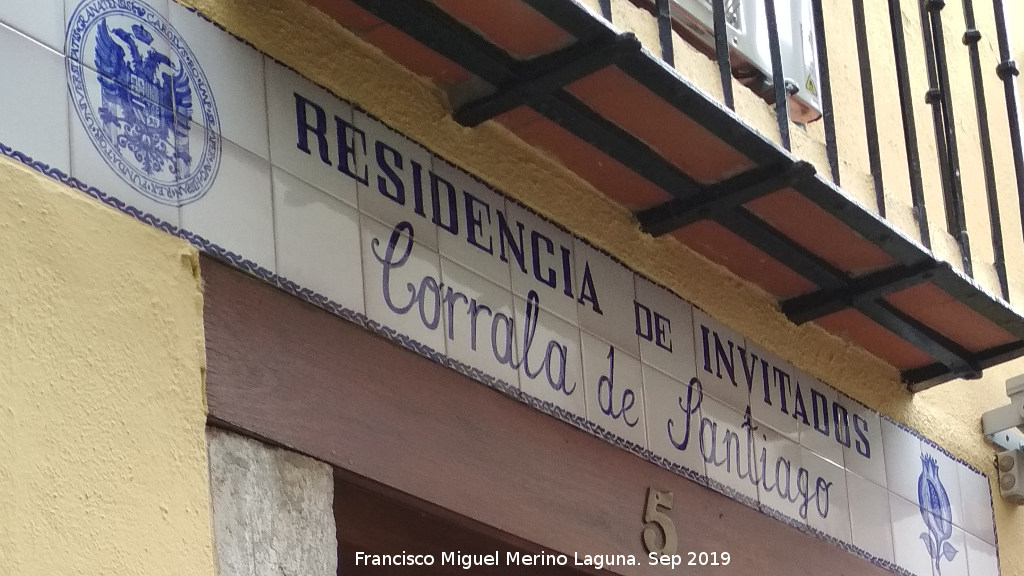 RESIDENCIA DE INVITADOS
Corrala de Santiago
5
Francisco Miguel Merino Laguna. Sep 2019